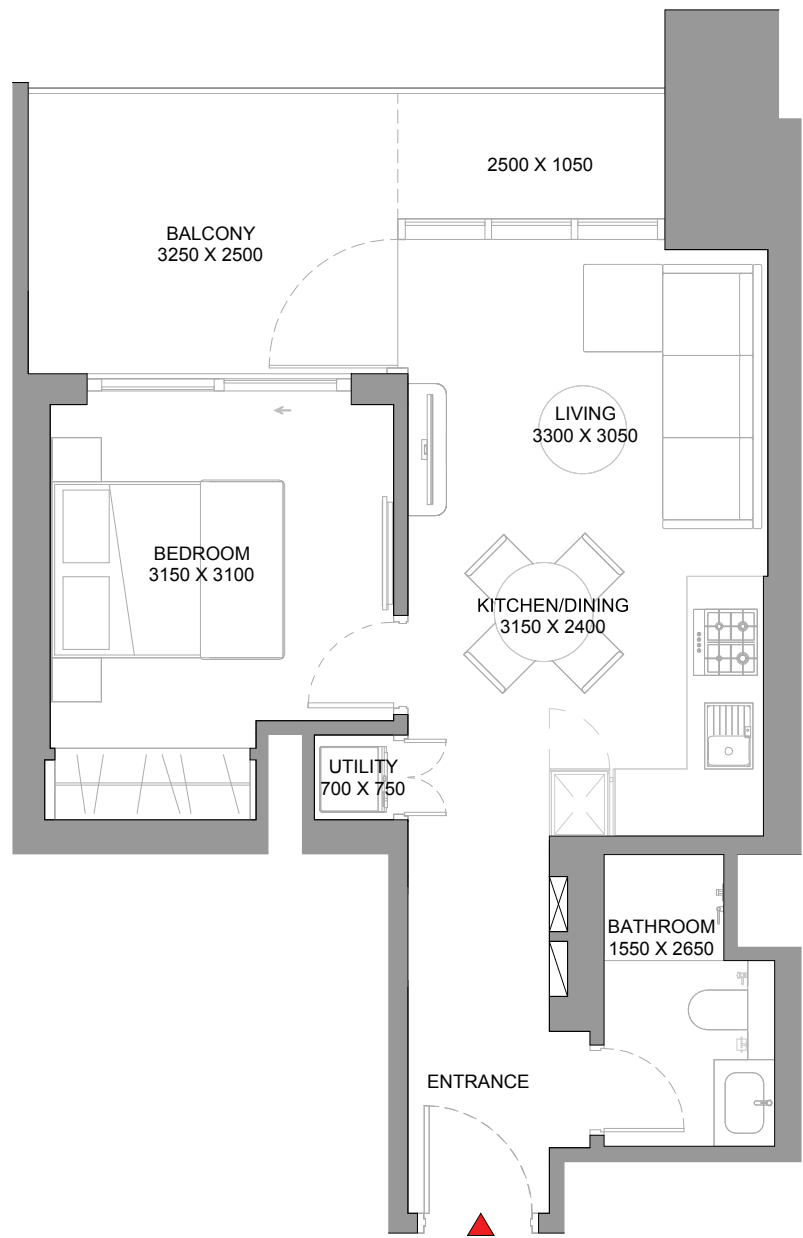 2500 X 1050
BALCONY
3250 X 2500
LIVING
3300 X 3050
BEDROOM
3150 X 3100
KITCHEN/DINING
3150 X 2400
UTILITY
700 X 750
BATHROOM
1550 X 2650
ENTRANCE